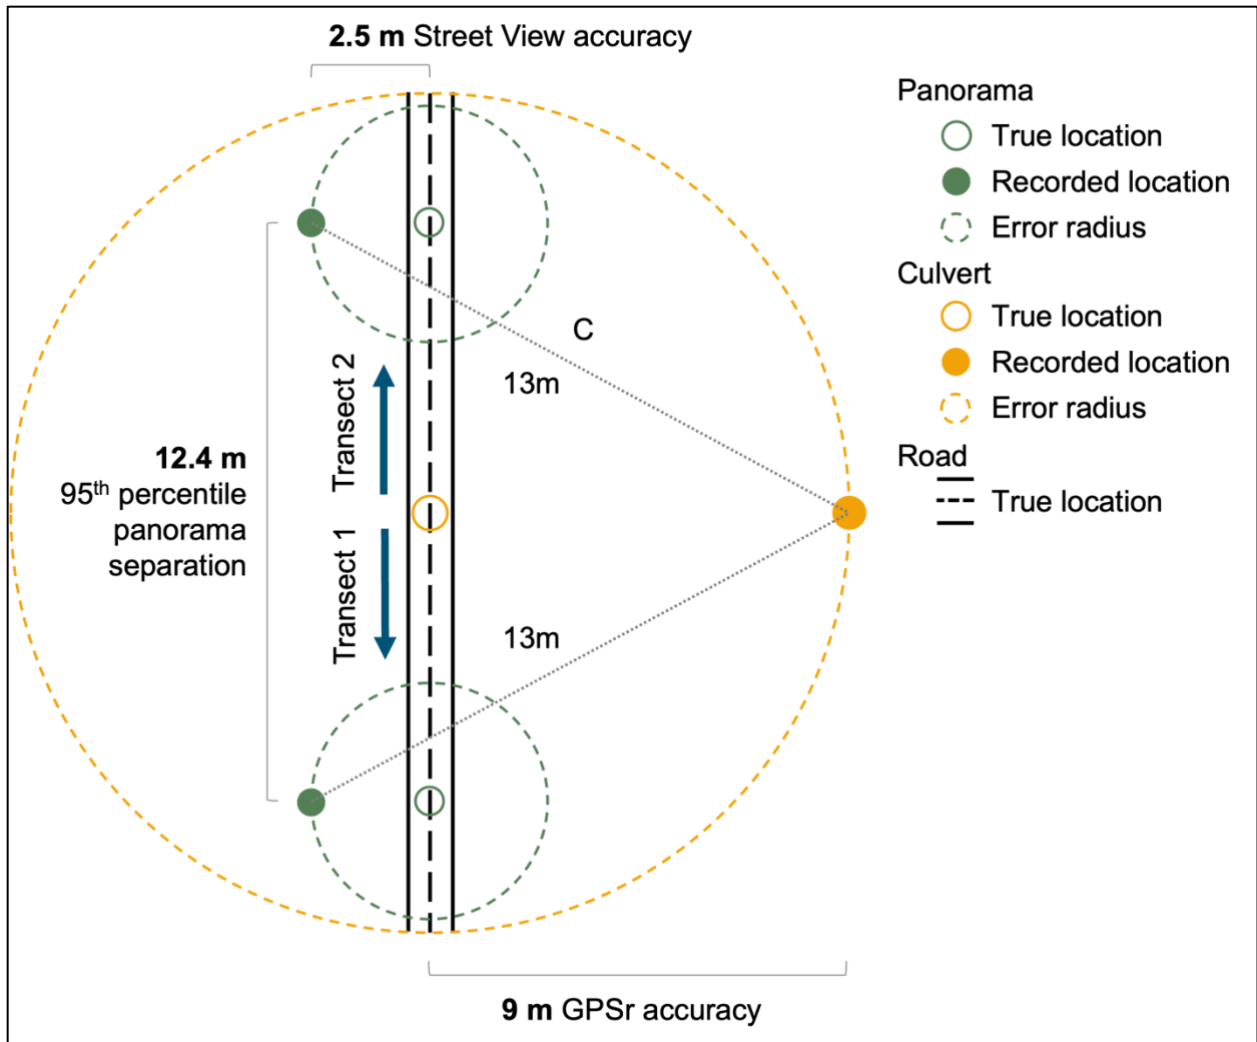 2.5 m Street View accuracy
Panorama
True location
Recorded location
Error radius
Culvert
True location
Recorded location
Error radius
Road
True location
C
13m
Transect 2
12.4 m
95th percentile
panorama
separation
Transect 1
13m
9 m GPSr accuracy